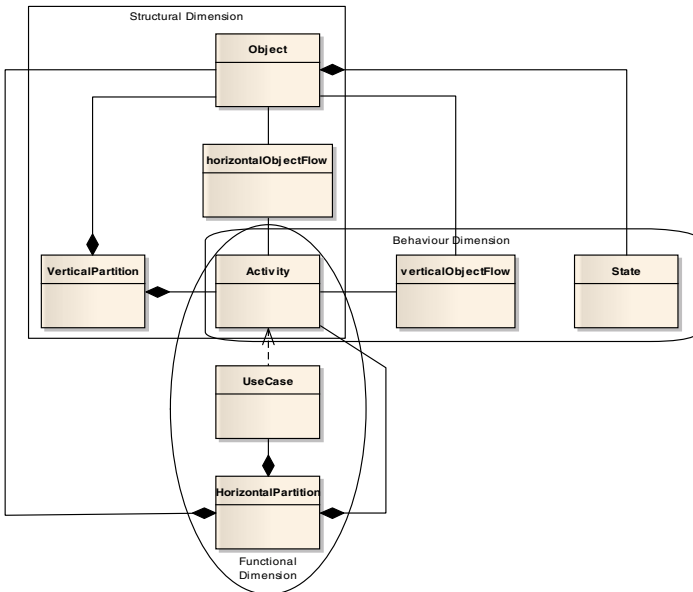 Structural Dimension
Object
horizontalObjectFlow
Behaviour Dimension
VerticalPartition
Activity
verticalObjectFlow
State
UseCase
HorizontalPartition
Functional
Dimension